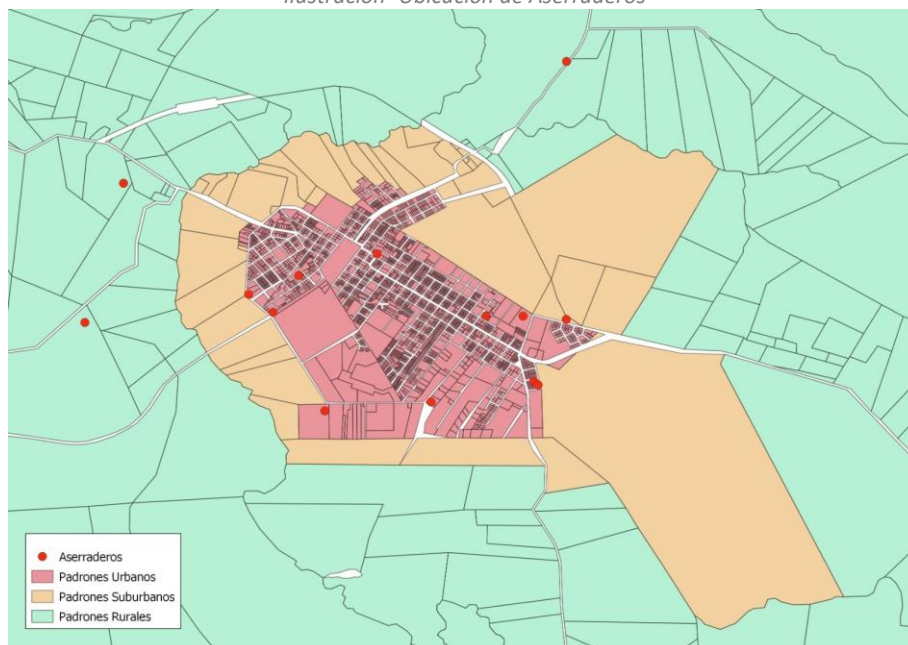 Ilustración Ubicación de Aserraderos
Aserraderos
Padrones Urbanos
Padrones Suburbanos
Padrones Rurales